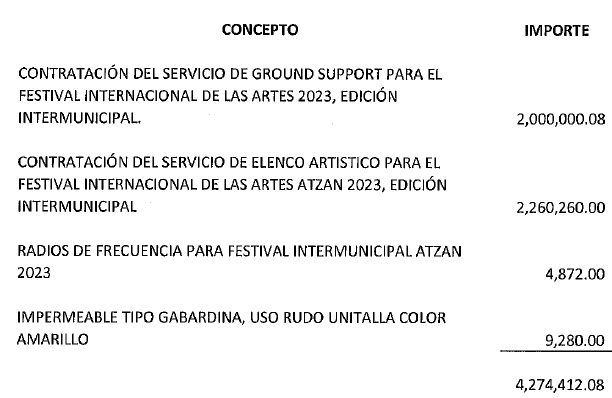 CONCEPTO IMPORTE
CONTRATACIÓN DEL SERVICIO DE GROUND SUPPORT PARA EL
FESTIVAL INTERNACIONAL DE LAS ARTES 2023, EDICIÓN
INTERMUNICIPAL. 2,000,000.08
CONTRATACIÓN DEL SERVICIO DE ELENCO ARTISTICO PARA EL
FESTIVAL INTERNACIONAL DE LAS ARTES ATZAN 2023, EDICIÓN
INTERMUNICIPAL 2,260,260.00
RADIOS DE FRECUENCIA PARA FESTIVAL INTERMUNICIPAL ATZAN
2023 4,872.00
IMPERMEABLE TIPO GABARDINA, USO RUDO UNITALLA COLOR
AMARILLO 9,280.00
4,274,412.08